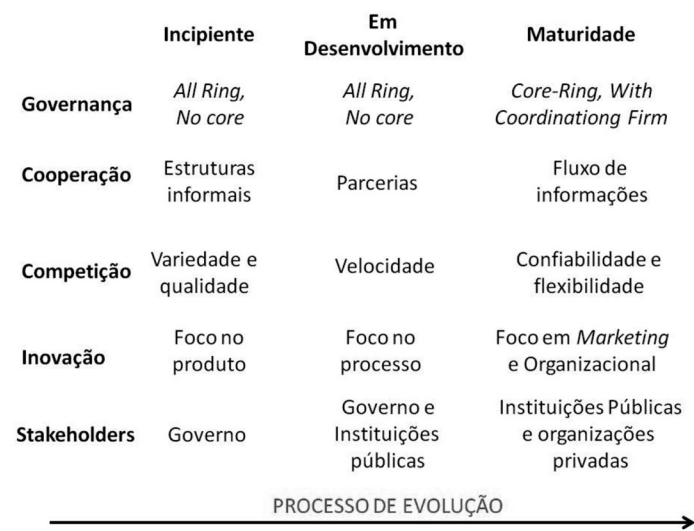 Incipiente
Em
Desenvolvimento
Maturidade
Governança
All Ring,
No core
All Ring,
No core
Core-Ring, With
Coordinationg Firm
Cooperação
Estruturas
informais
Parcerias
Fluxo de
informações
Competição
Variedade e
qualidade
Velocidade
Confiabilidade e
flexibilidade
Inovação
Foco no
produto
Foco no
processo
Foco em Marketing
e Organizacional
Stakeholders
Governo
Governo e
Instituições
públicas
Instituições Públicas
e organizações
privadas
PROCESSO DE EVOLUÇÃO